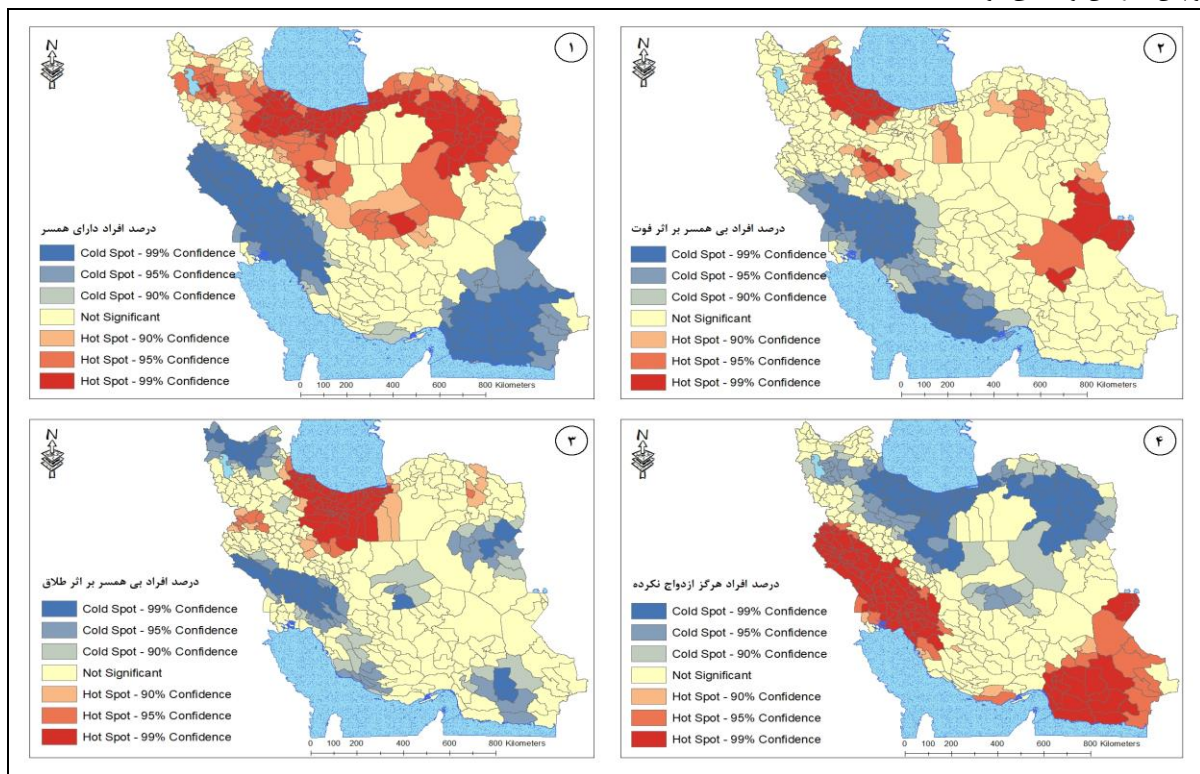 N
۱
درصد افراد دارای همسر
Cold Spot - 99% Confidence
Cold Spot - 95% Confidence
Cold Spot - 90% Confidence
Not Significant
Hot Spot - 90% Confidence
Hot Spot - 95% Confidence
Hot Spot - 99% Confidence
0 100 200 400 600 800 Kilometers
N
۲
درصد افراد بی همسر بر اثر فوت
Cold Spot - 99% Confidence
Cold Spot - 95% Confidence
Cold Spot - 90% Confidence
Not Significant
Hot Spot - 90% Confidence
Hot Spot - 95% Confidence
Hot Spot - 99% Confidence
0 100 200 400 600 800 Kilometers
N
۳
درصد افراد بی همسر بر اثر طلاق
Cold Spot - 99% Confidence
Cold Spot - 95% Confidence
Cold Spot - 90% Confidence
Not Significant
Hot Spot - 90% Confidence
Hot Spot - 95% Confidence
Hot Spot - 99% Confidence
0 100 200 400 600 800 Kilometers
N
۴
درصد افراد هرگز ازدواج نکرده
Cold Spot - 99% Confidence
Cold Spot - 95% Confidence
Cold Spot - 90% Confidence
Not Significant
Hot Spot - 90% Confidence
Hot Spot - 95% Confidence
Hot Spot - 99% Confidence
0 100 200 400 600 800 Kilometers